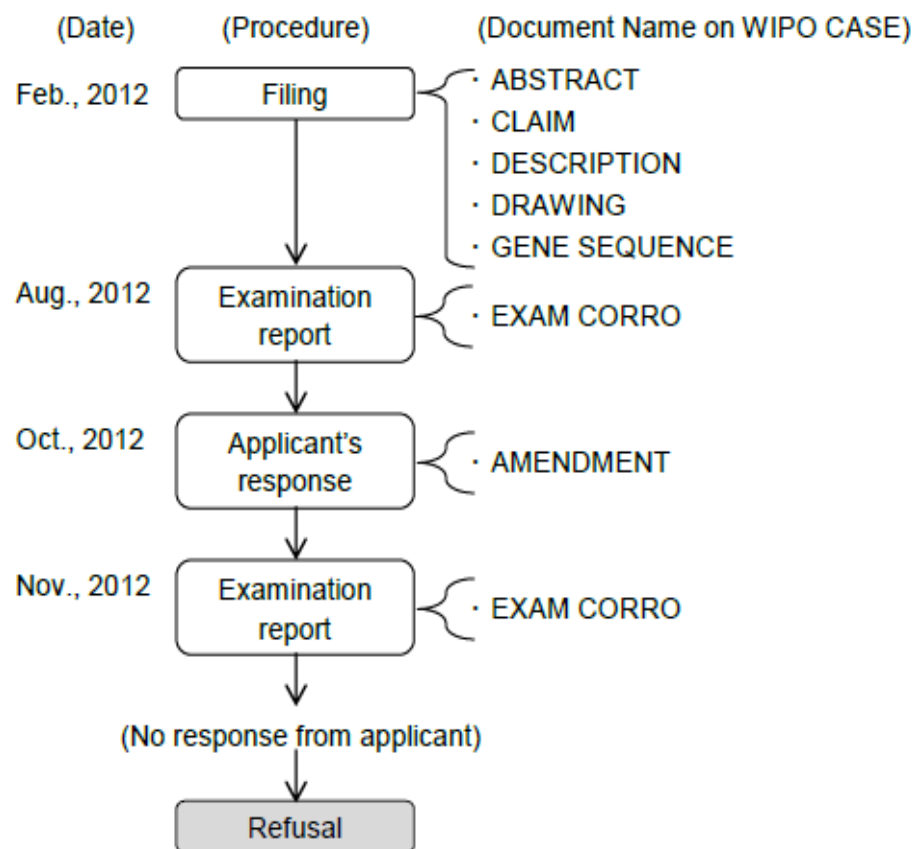 (Date) (Procedure) (Document Name on WIPO CASE)
Feb., 2012 Filing · ABSTRACT
· CLAIM
· DESCRIPTION
· DRAWING
· GENE SEQUENCE
Aug., 2012 Examination
report · EXAM CORRO
Oct., 2012 Applicant's
response · AMENDMENT
Nov., 2012 Examination
report · EXAM CORRO
(No response from applicant)
Refusal